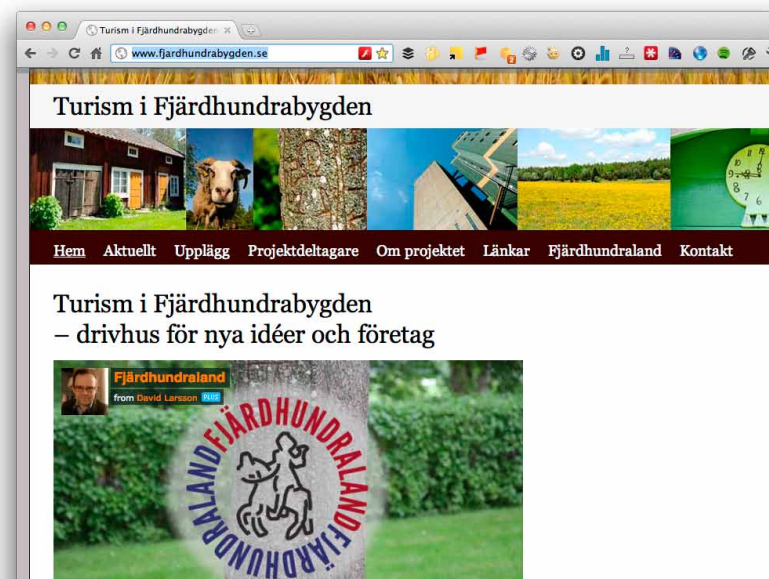 Turism i Fjärdhundrabygden
www.fjardhundrabygden.se
Turism i Fjärdhundrabygden
Hem Aktuellt Upplägg Projektdeltagare Om projektet Länkar Fjärdhundraland Kontakt
Turism i Fjärdhundrabygden
– drivhus för nya idéer och företag
Fjärdhundraland
from David Larsson PLUS
FJÄRDHUNDRALAND FJÄRDHUNDRALAND